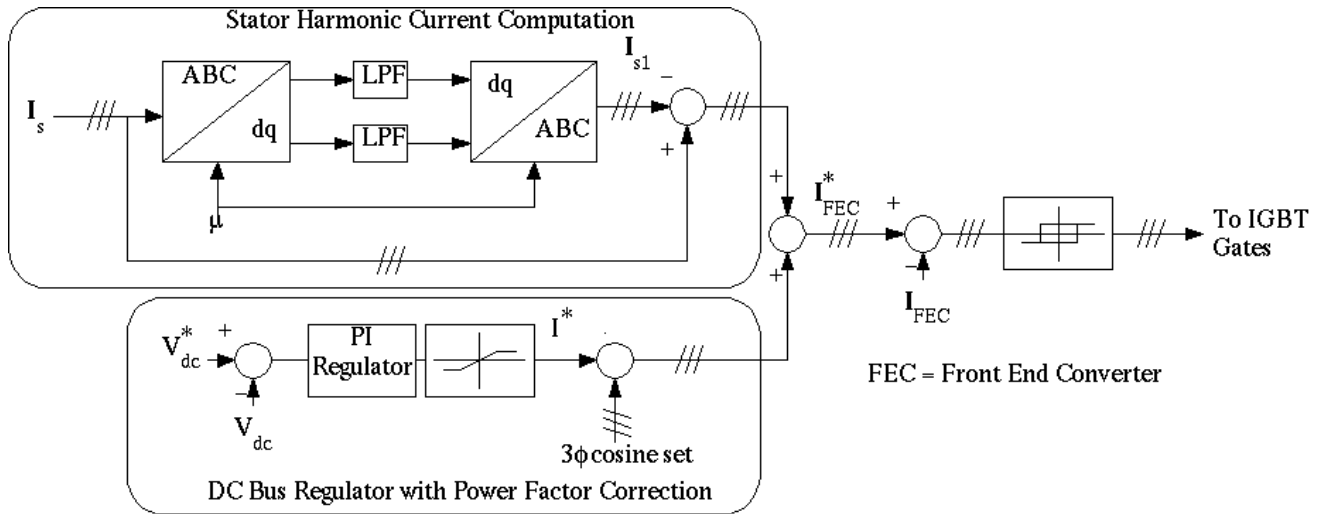 Stator Harmonic Current Computation
I_s1
-
ABC
LPF
dq
I_s
dq
LPF
ABC
+
μ
+
I*_FEC
+
To IGBT
Gates
+
-
I_FEC
V*_dc
+
PI
Regulator
I*
-
V_dc
FEC = Front End Converter
3ϕ cosine set
DC Bus Regulator with Power Factor Correction